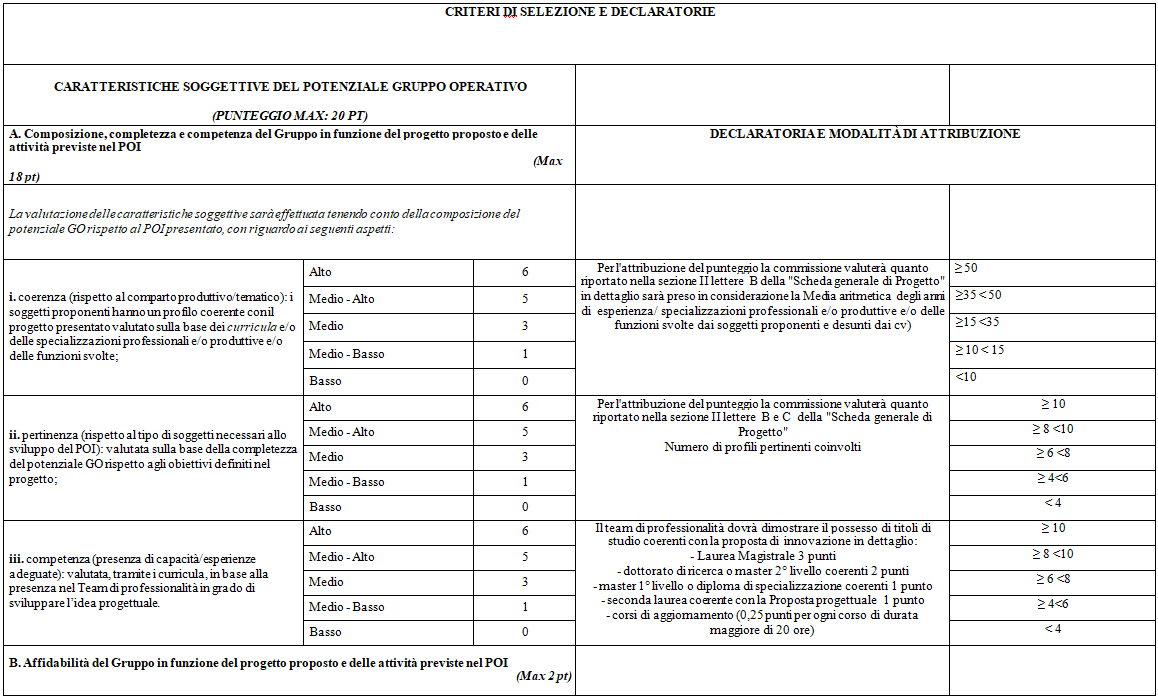 CRITERI DI SELEZIONE E DECLARATORIE
CARATTERISTICHE SOGGETTIVE DEL POTENZIALE GRUPPO OPERATIVO
(PUNTEGGIO MAX: 20 PT)
A. Composizione, completezza e competenza del Gruppo in funzione del progetto proposto e delle
attività previste nel POI
(Max
18 pt)
DECLARATORIA E MODALITÀ DI ATTRIBUZIONE
La valutazione delle caratteristiche soggettive sarà effettuata tenendo conto della composizione del
potenziale GO rispetto al POI presentato, con riguardo ai seguenti aspetti:
i. coerenza (rispetto al comparto produttivo/tematico): i
soggetti proponenti hanno un profilo coerente con il
progetto presentato valutato sulla base dei curricula e/o
delle specializzazioni professionali e/o produttive e/o
delle funzioni svolte;
Alto 6
Medio - Alto 5
Medio 3
Medio - Basso 1
Basso 0
Per l'attribuzione del punteggio la commissione valuterà quanto
riportato nella sezione II lettere B della "Scheda generale di Progetto"
in dettaglio sarà preso in considerazione la Media aritmetica degli anni
di esperienza/ specializzazioni professionali e/o produttive e/o delle
funzioni svolte dai soggetti proponenti e desunti dai cv)
≥ 50
≥35 < 50
≥15 <35
≥ 10 < 15
<10
ii. pertinenza (rispetto al tipo di soggetti necessari allo
sviluppo del POI): valutata sulla base della completezza
del potenziale GO rispetto agli obiettivi definiti nel
progetto;
Alto 6
Medio - Alto 5
Medio 3
Medio - Basso 1
Basso 0
Per l'attribuzione del punteggio la commissione valuterà quanto
riportato nella sezione II lettere B e C della "Scheda generale di
Progetto"
Numero di profili pertinenti coinvolti
≥ 10
≥ 8 <10
≥ 6 <8
≥ 4<6
< 4
iii. competenza (presenza di capacità/esperienze
adeguate): valutata, tramite i curricula, in base alla
presenza nel Team di professionalità in grado di
sviluppare l'idea progettuale.
Alto 6
Medio - Alto 5
Medio 3
Medio - Basso 1
Basso 0
Il team di professionalità dovrà dimostrare il possesso di titoli di
studio coerenti con la proposta di innovazione in dettaglio:
- Laurea Magistrale 3 punti
- dottorato di ricerca o master 2° livello coerenti 2 punti
- master 1° livello o diploma di specializzazione coerenti 1 punto
- seconda laurea coerente con la Proposta progettuale 1 punto
- corsi di aggiornamento (0,25 punti per ogni corso di durata
maggiore di 20 ore)
≥ 10
≥ 8 <10
≥ 6 <8
≥ 4<6
< 4
B. Affidabilità del Gruppo in funzione del progetto proposto e delle attività previste nel POI
(Max 2 pt)